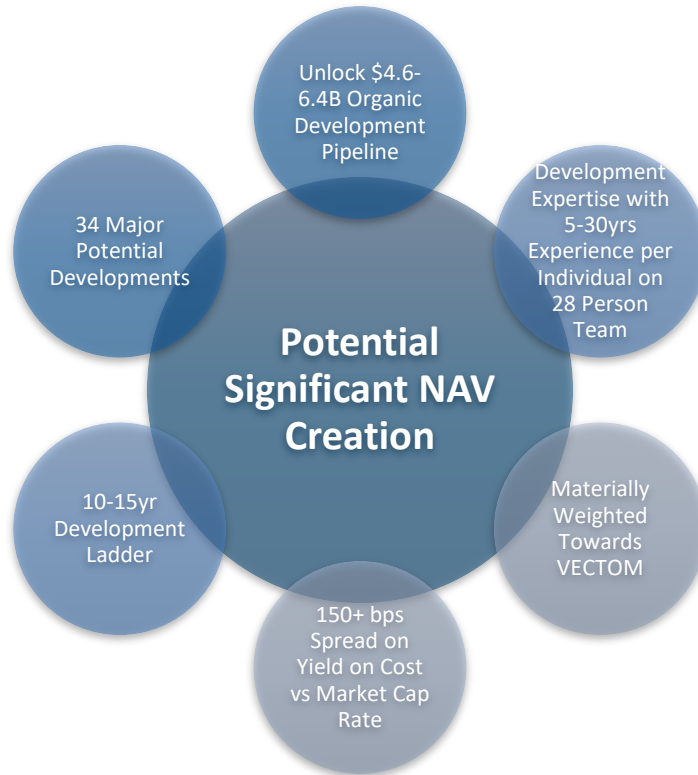 Unlock $4.6-
6.4B Organic
Development
Pipeline
Development
Expertise with
5-30yrs
Experience per
Individual on
28 Person
Team
Materially
Weighted
Towards
VECTOM
150+ bps
Spread on
Yield on Cost
vs Market Cap
Rate
10-15yr
Development
Ladder
34 Major
Potential
Developments
Potential
Significant NAV
Creation